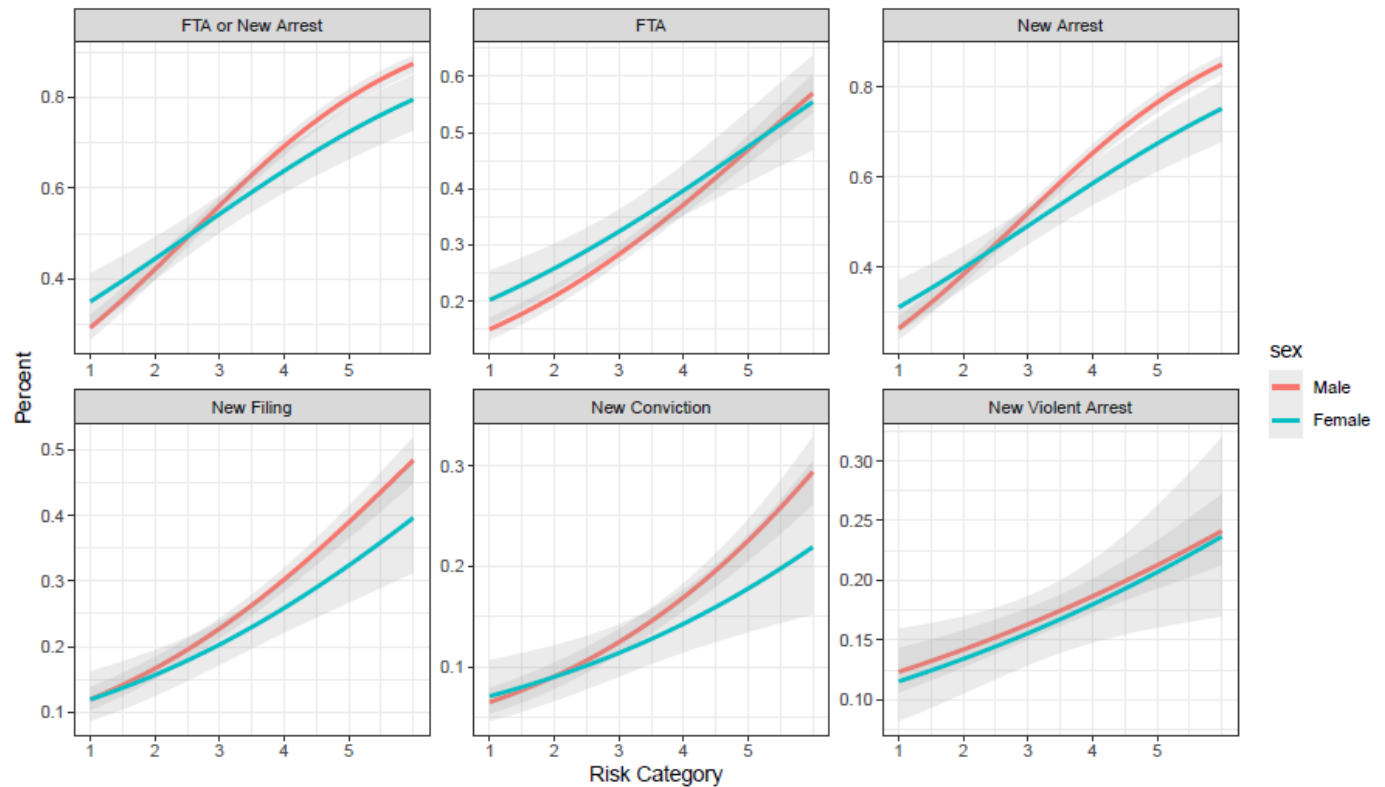 FTA or New Arrest
FTA
New Arrest
0.8
0.6
0.4
0.6
0.5
0.4
0.3
0.2
0.8
0.6
0.4
1 2 3 4 5
1 2 3 4 5
1 2 3 4 5
Percent
sex
Male
Female
New Filing
New Conviction
New Violent Arrest
0.5
0.4
0.3
0.2
0.1
0.3
0.2
0.1
0.30
0.25
0.20
0.15
0.10
1 2 3 4 5
1 2 3 4 5
1 2 3 4 5
Risk Category